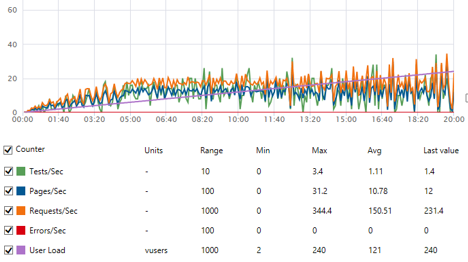 60
40
20
0
00:00 01:40 03:20 05:00 06:40 08:20 10:00 11:40 13:20 15:00 16:40 18:20 20:00
Counter Units Range Min Max Avg Last value
Tests/Sec - 10 0 3.4 1.11 1.4
Pages/Sec - 100 0 31.2 10.78 12
Requests/Sec - 1000 0 344.4 150.51 231.4
Errors/Sec - 100 0 0 0 0
User Load vusers 1000 2 240 121 240